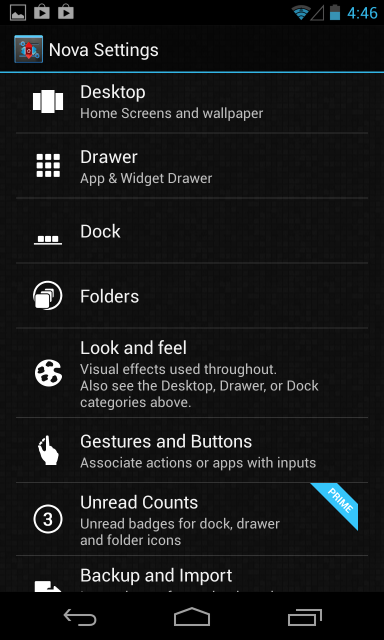 4:46
Nova Settings
Desktop
Home Screens and wallpaper
Drawer
App & Widget Drawer
Dock
Folders
Look and feel
Visual effects used throughout.
Also see the Desktop, Drawer, or Dock
categories above.
Gestures and Buttons
Associate actions or apps with inputs
PRIME
3
Unread Counts
Unread badges for dock, drawer
and folder icons
Backup and Import